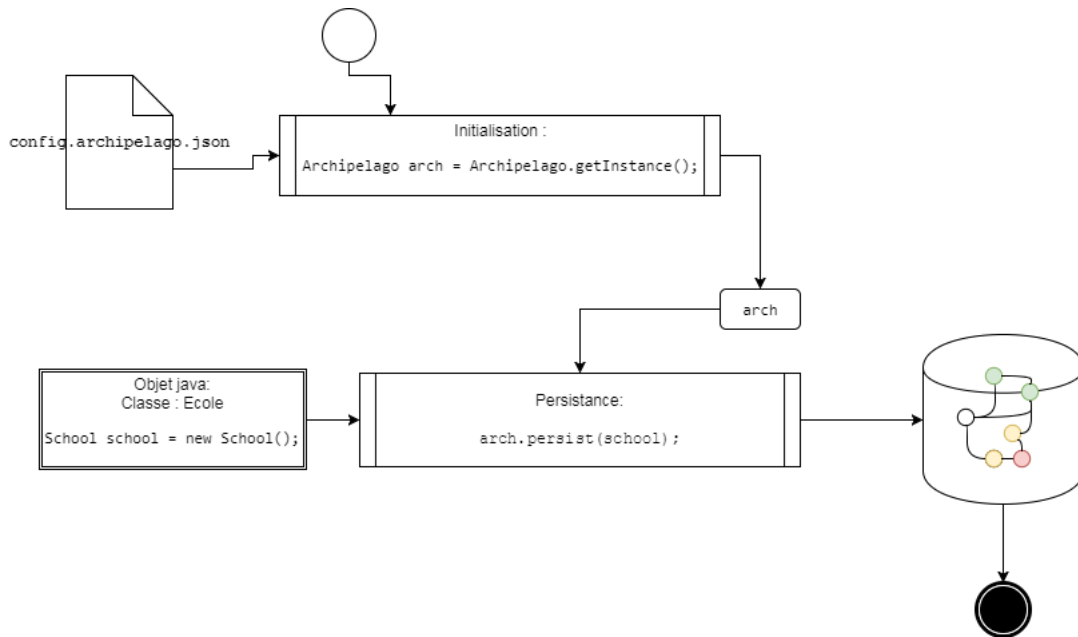 config.archipelago.json
Initialisation :
Archipelago arch = Archipelago.getInstance();
arch
Objet java:
Classe : Ecole
School school = new School();
Persistance:
arch.persist(school);